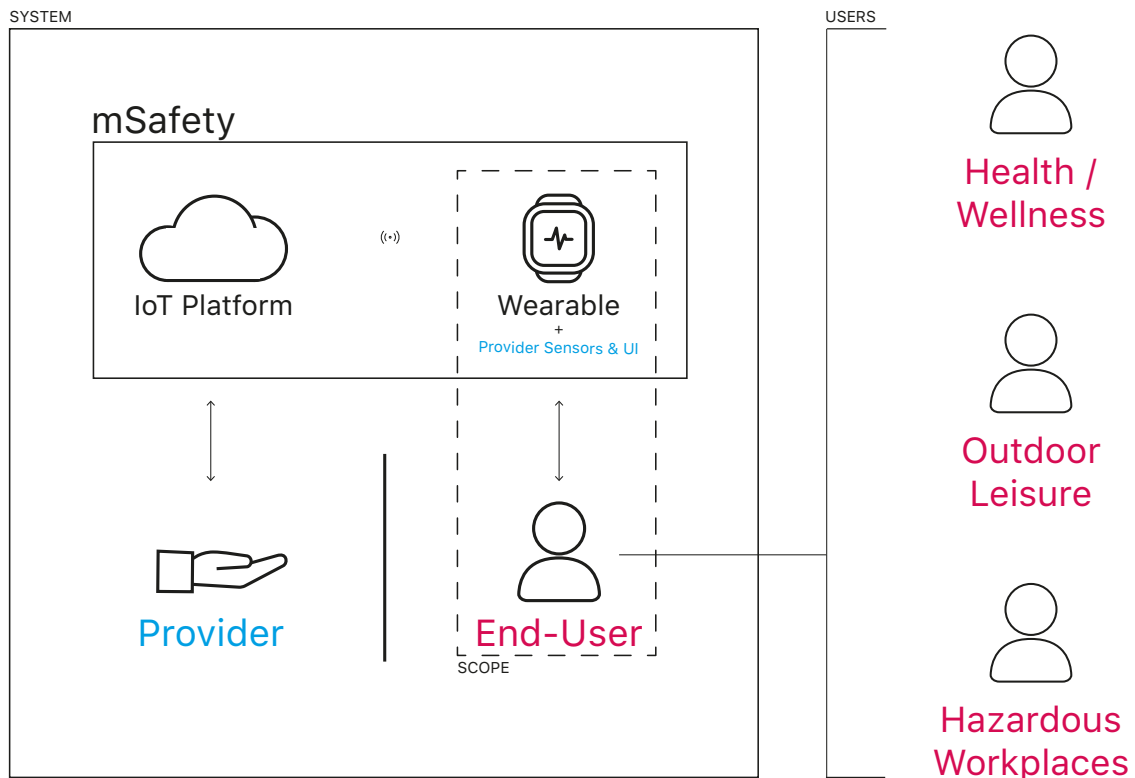 SYSTEM
USERS
mSafety
IoT Platform
Wearable
+
Provider Sensors & UI
Provider
End-User
SCOPE
Health /
Wellness
Outdoor
Leisure
Hazardous
Workplaces